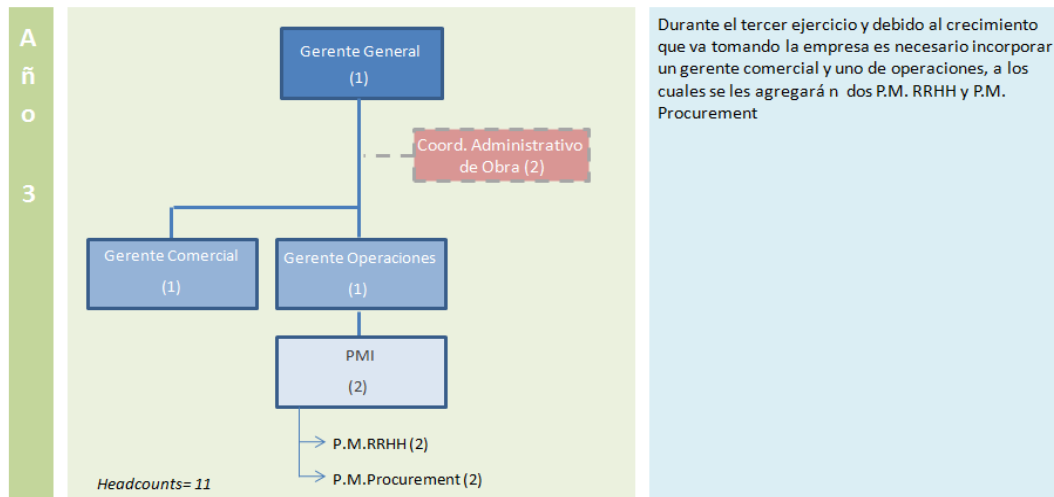 A
ñ
o
3
Gerente General
(1)
Coord. Administrativo
de Obra (2)
Gerente Comercial
(1)
Gerente Operaciones
(1)
PMI
(2)
P.M.RRHH (2)
P.M.Procurement (2)
Headcounts= 11
Durante el tercer ejercicio y debido al crecimiento
que va tomando la empresa es necesario incorporar
un gerente comercial y uno de operaciones, a los
cuales se les agregará n dos P.M. RRHH y P.M.
Procurement